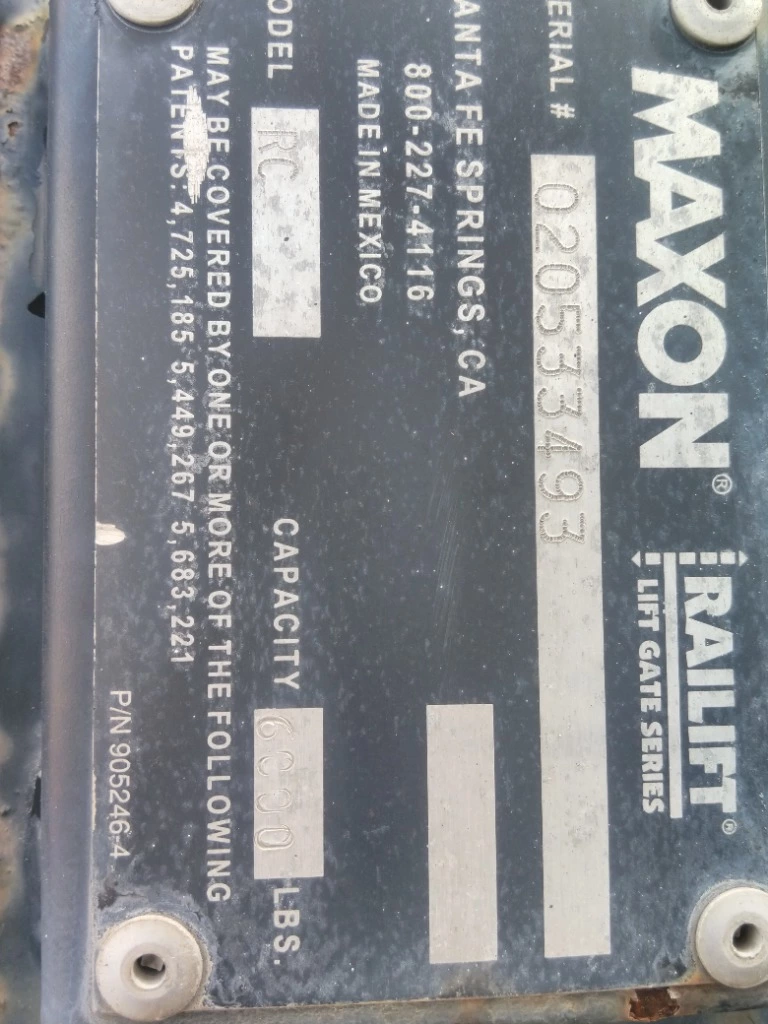 MAXON®
RAILIFT®
LIFT GATE SERIES
ERIAL # 020533493
ANTA FE SPRINGS, CA
800-227-4116
MADE IN MEXICO
ODEL RC CAPACITY 6000 LBS.
MAY BE COVERED BY ONE OR MORE OF THE FOLLOWING
PATENTS: 4,725,185 5,449,267 5,683,221
P/N 905246-4